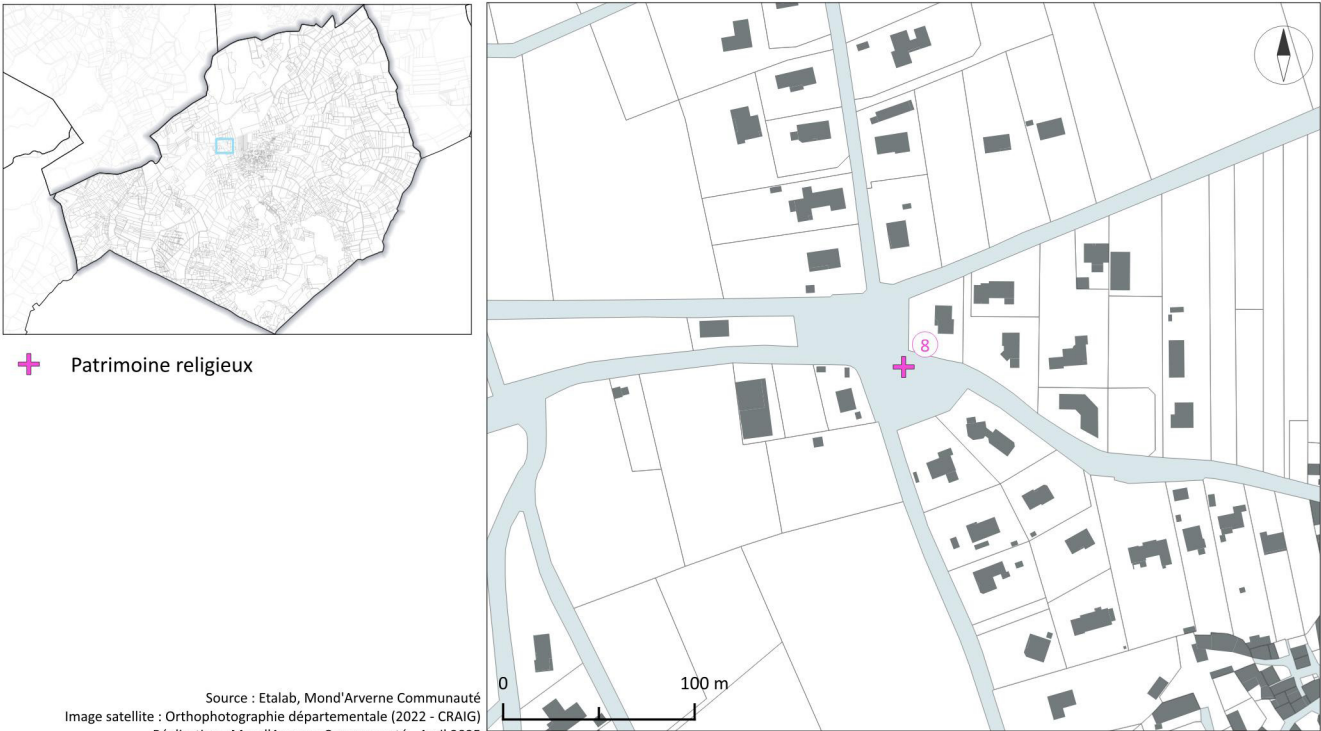 Patrimoine religieux
8
0 100 m
Source : Etalab, Mond'Arverne Communauté
Image satellite : Orthophotographie départementale (2022 - CRAIG)